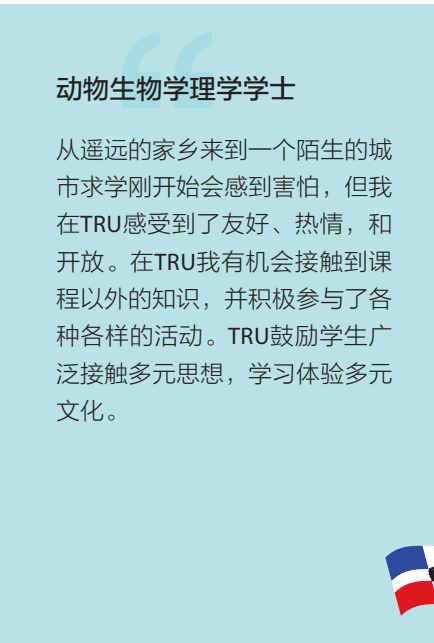 动物生物学理学学士
从遥远的家乡来到一个陌生的城
市求学刚开始会感到害怕，但我
在TRU感受到了友好、热情，和
开放。在TRU我有机会接触到课
程以外的知识，并积极参与了各
种各样的活动。TRU鼓励学生广
泛接触多元思想，学习体验多元
文化。